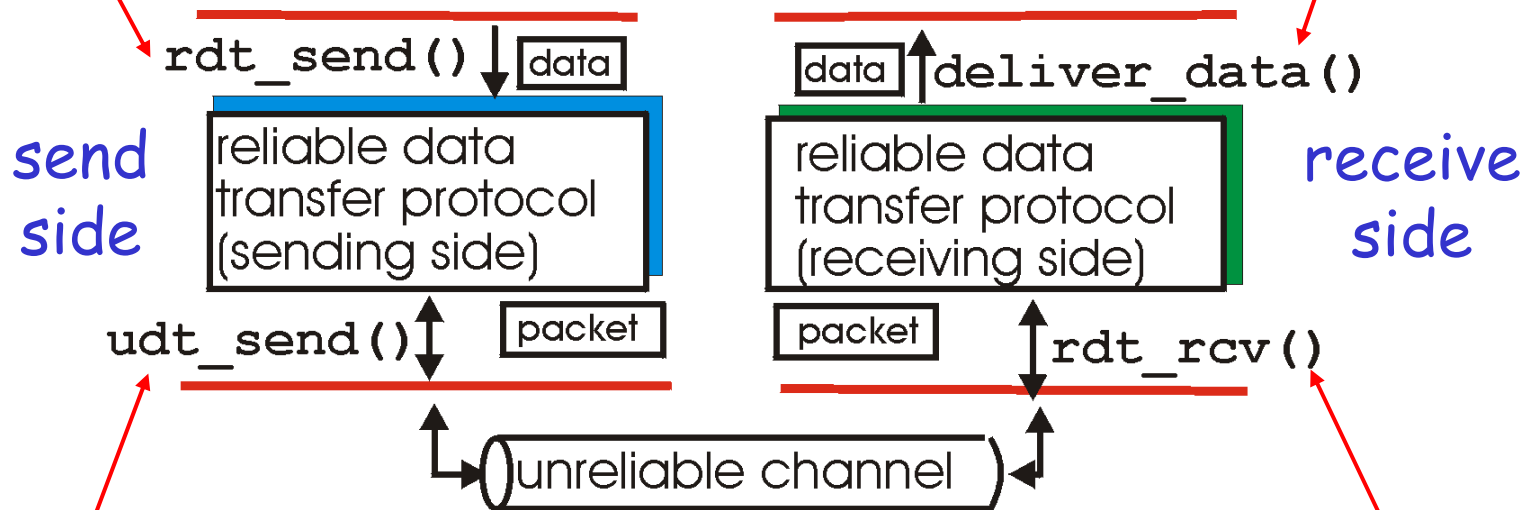 rdt_send()
data
data
deliver_data()
send
side
reliable data
transfer protocol
(sending side)
reliable data
transfer protocol
(receiving side)
receive
side
udt_send()
packet
packet
rdt_rcv()
unreliable channel